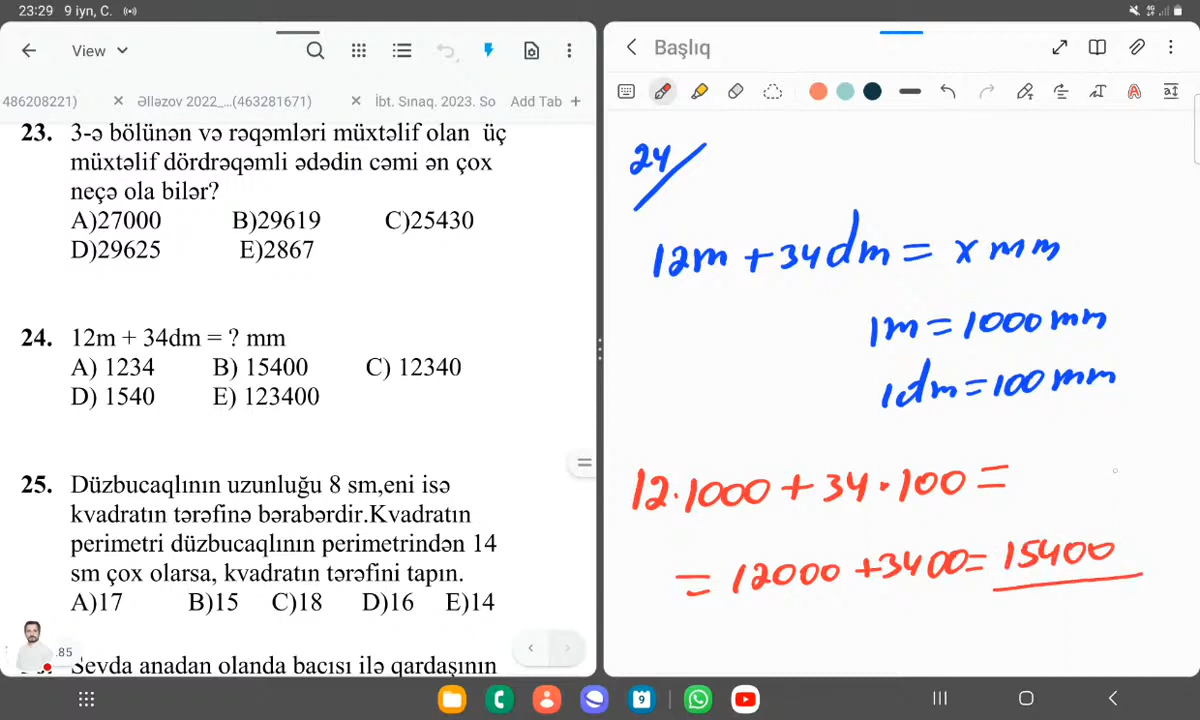 23:29 9 iyn, C.
View
486208221)
Əlləzov 2022_...(463281671)
İbt. Sınaq. 2023. So
Add Tab +
23. 3-ə bölünən və rəqəmləri müxtəlif olan üç
müxtəlif dördrəqəmli ədədin cəmi ən çox
neçə ola bilər?
A)27000 B)29619 C)25430
D)29625 E)2867
24. 12m + 34dm = ? mm
A) 1234 B) 15400 C) 12340
D) 1540 E) 123400
25. Düzbucaqlının uzunluğu 8 sm,eni isə
kvadratın tərəfinə bərabərdir.Kvadratın
perimetri düzbucaqlının perimetrindən 14
sm çox olarsa, kvadratın tərəfini tapın.
A)17 B)15 C)18 D)16 E)14
.85
Sevda anadan olanda bacısı ilə qardaşının
Başlıq
24/
12m + 34dm = x mm
1m = 1000 mm
1dm = 100 mm
12·1000 + 34·100 =
= 12000 + 3400 = 15400
9